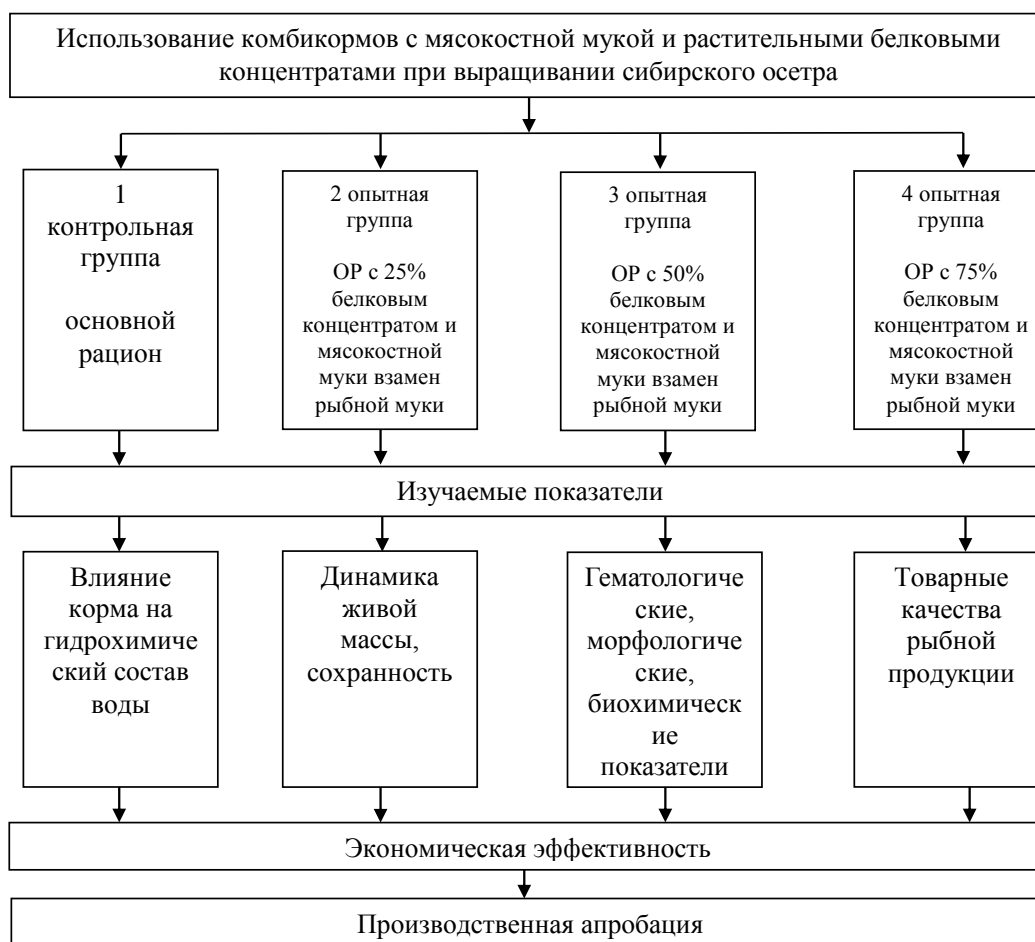 Использование комбикормов с мясокостной мукой и растительными белковыми
концентратами при выращивании сибирского осетра
1
контрольная
группа
основной
рацион
2 опытная
группа
ОР с 25%
белковым
концентратом и
мясокостной
муки взамен
рыбной муки
3 опытная
группа
ОР с 50%
белковым
концентратом и
мясокостной
муки взамен
рыбной муки
4 опытная
группа
ОР с 75%
белковым
концентратом и
мясокостной
муки взамен
рыбной муки
Изучаемые показатели
Влияние
корма на
гидрохимиче
ский состав
воды
Динамика
живой
массы,
сохранность
Гематологиче
ские,
морфологиче
ские,
биохимическ
ие
показатели
Товарные
качества
рыбной
продукции
Экономическая эффективность
Производственная апробация